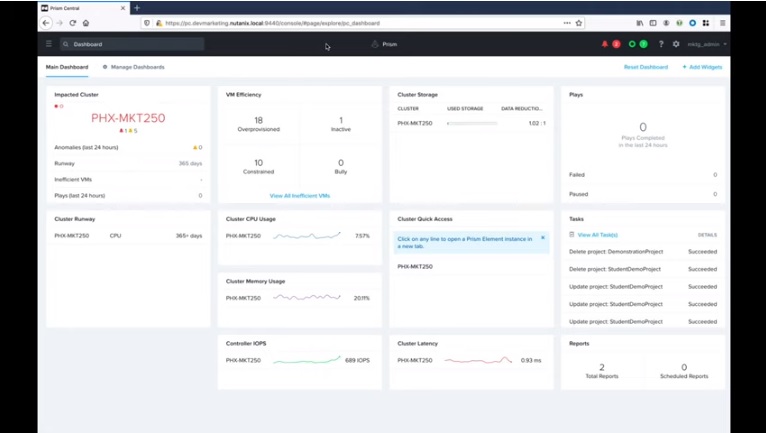 Prism Central
https://pc.devmarketing.nutanix.local:9440/console/#page/explore/pc_dashboard
Dashboard
Prism
mktg_admin
Main Dashboard
Manage Dashboards
Reset Dashboard
+ Add Widgets
Impacted Cluster
0
PHX-MKT250
1 5
Anomalies (last 24 hours) 0
Runway 365 days
Inefficient VMs -
Plays (last 24 hours) 0
VM Efficiency
18 1
Overprovisioned Inactive
10 0
Constrained Bully
View All Inefficient VMs
Cluster Storage
CLUSTER USED STORAGE DATA REDUCTIO...
PHX-MKT250 1.02 : 1
Plays
0
Plays Completed
in the last 24 hours
Failed 0
Paused 0
Cluster Runway
PHX-MKT250 CPU 365+ days
Cluster CPU Usage
PHX-MKT250 7.57%
Cluster Memory Usage
PHX-MKT250 20.11%
Controller IOPS
PHX-MKT250 689 IOPS
Cluster Quick Access
Click on any line to open a Prism Element instance in
a new tab.
PHX-MKT250
Cluster Latency
PHX-MKT250 0.93 ms
Tasks
View All Task(s) DETAILS
Delete project: DemonstrationProject Succeeded
Delete project: StudentDemoProject Succeeded
Update project: StudentDemoProject Succeeded
Update project: StudentDemoProject Succeeded
Update project: StudentDemoProject Succeeded
Reports
2 0
Total Reports Scheduled Reports